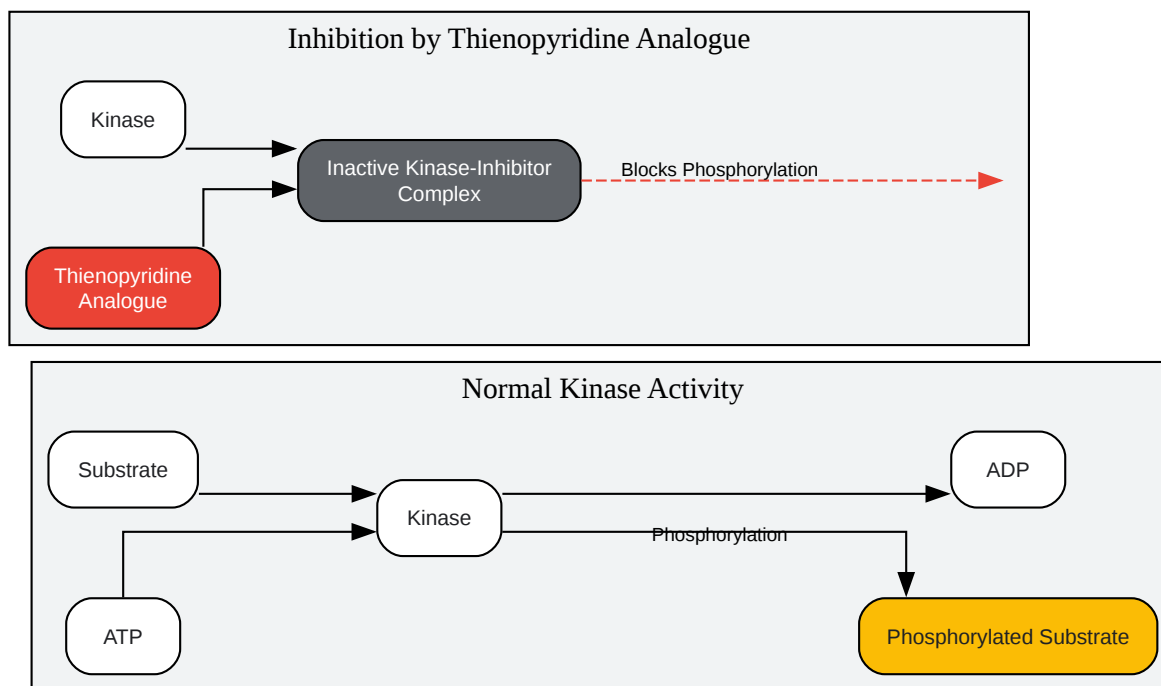 Inhibition by Thienopyridine Analogue
Kinase
Inactive Kinase-Inhibitor
Complex
Blocks Phosphorylation
Thienopyridine
Analogue
Normal Kinase Activity
Substrate
ADP
Kinase
Phosphorylation
ATP
Phosphorylated Substrate